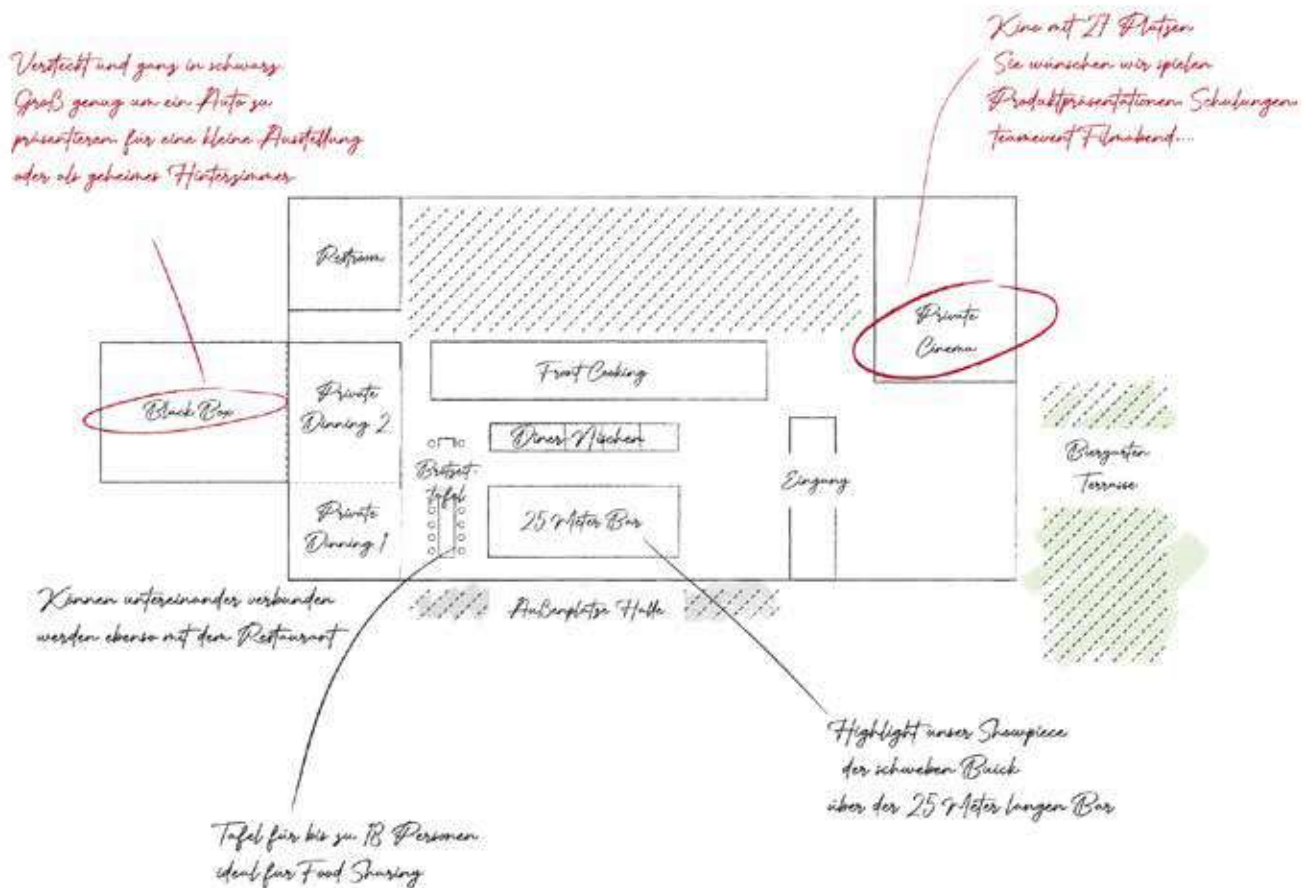 Versteckt und ganz in schwarz
Groß genug um ein Auto zu
präsentieren, für eine kleine Ausstellung
oder als geheimes Hinterzimmer
Kino mit 27 Plätzen
Sie wünschen wir spielen
Produktpräsentationen, Schulungen,
teamevent Filmabend....
Restraum
Private
Cinema
Front Cooking
Black Box
Private
Dinning 2
Diner Nischen
Brotzeit-
tafel
Eingang
Biergarten
Terrasse
Private
Dinning 1
25 Meter Bar
Können untereinander verbunden
werden ebenso mit dem Restaurant
Außenplätze Halle
Highlight unser Showpiece
der schweben Buick
über der 25 Meter langen Bar
Tafel für bis zu 18 Personen
ideal für Food Sharing